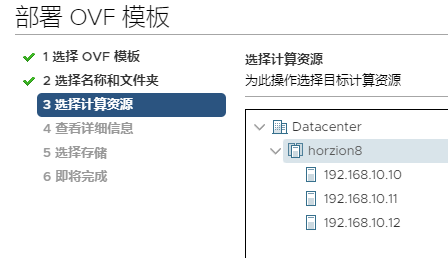 部署 OVF 模板
1 选择 OVF 模板
2 选择名称和文件夹
3 选择计算资源
4 查看详细信息
5 选择存储
6 即将完成
选择计算资源
为此操作选择目标计算资源
Datacenter
horzion8
192.168.10.10
192.168.10.11
192.168.10.12